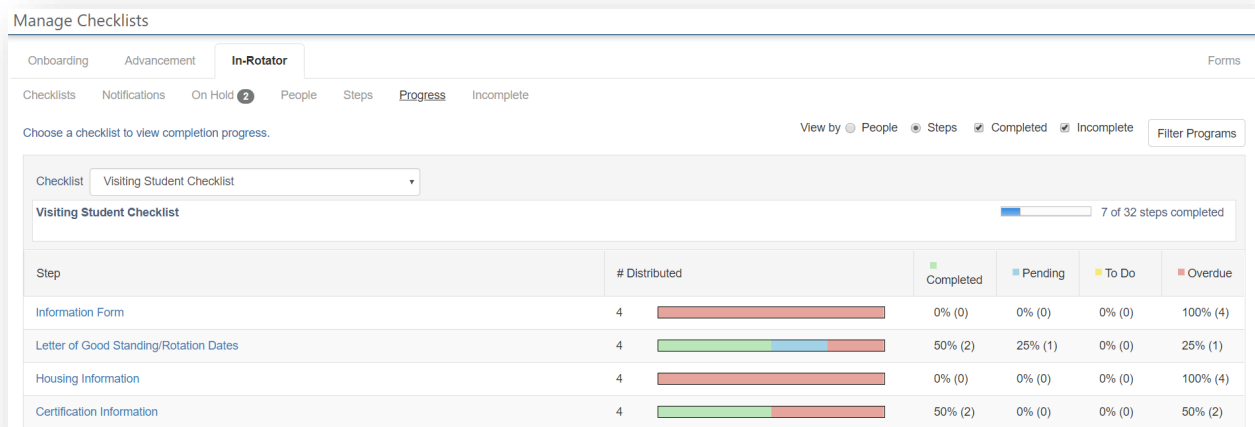 Manage Checklists
Onboarding Advancement In-Rotator Forms
Checklists Notifications On Hold 2 People Steps Progress Incomplete
Choose a checklist to view completion progress. View by People Steps Completed Incomplete Filter Programs
Checklist Visiting Student Checklist
Visiting Student Checklist 7 of 32 steps completed
Step # Distributed Completed Pending To Do Overdue
Information Form 4 0% (0) 0% (0) 0% (0) 100% (4)
Letter of Good Standing/Rotation Dates 4 50% (2) 25% (1) 0% (0) 25% (1)
Housing Information 4 0% (0) 0% (0) 0% (0) 100% (4)
Certification Information 4 50% (2) 0% (0) 0% (0) 50% (2)